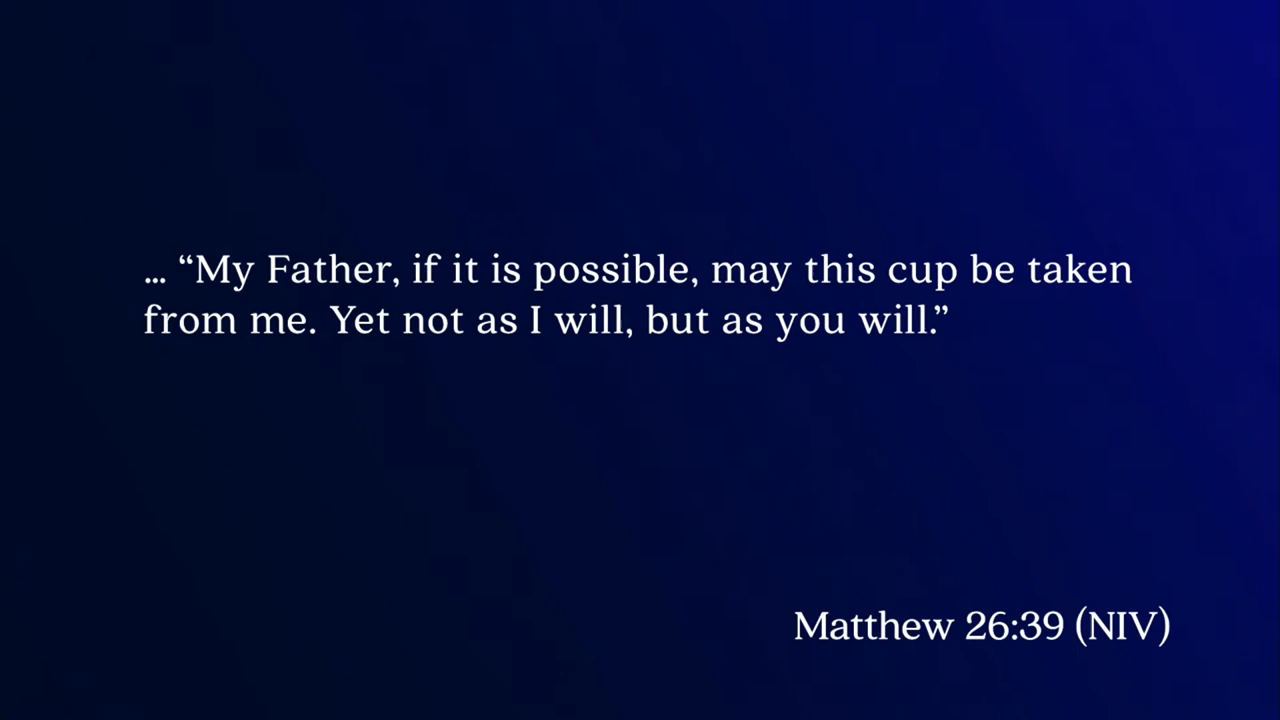 … “My Father, if it is possible, may this cup be taken
from me. Yet not as I will, but as you will.”
Matthew 26:39 (NIV)